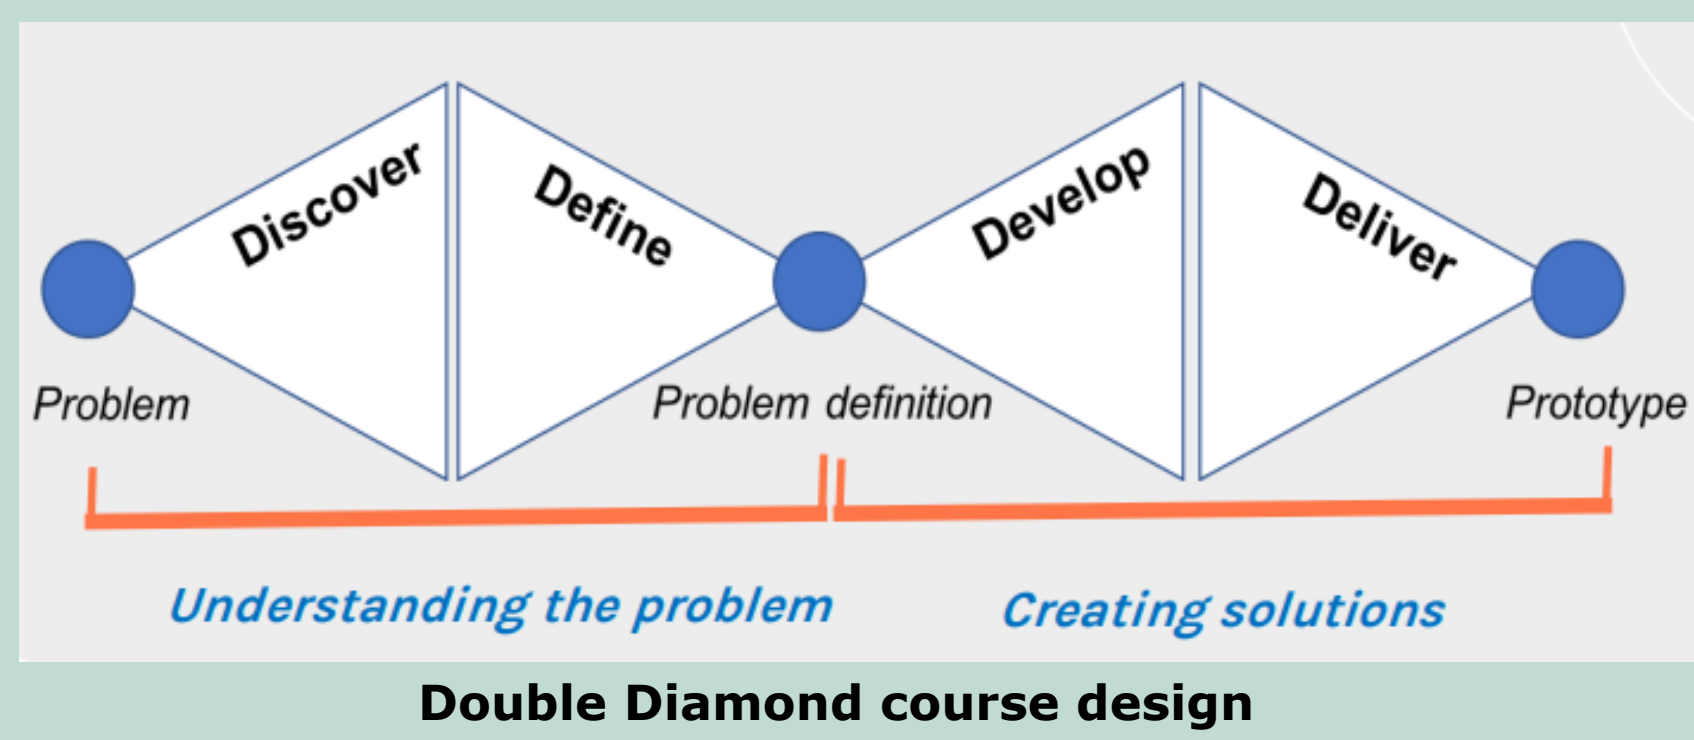 Discover
Define
Develop
Deliver
Problem
Problem definition
Prototype
Understanding the problem
Creating solutions
Double Diamond course design